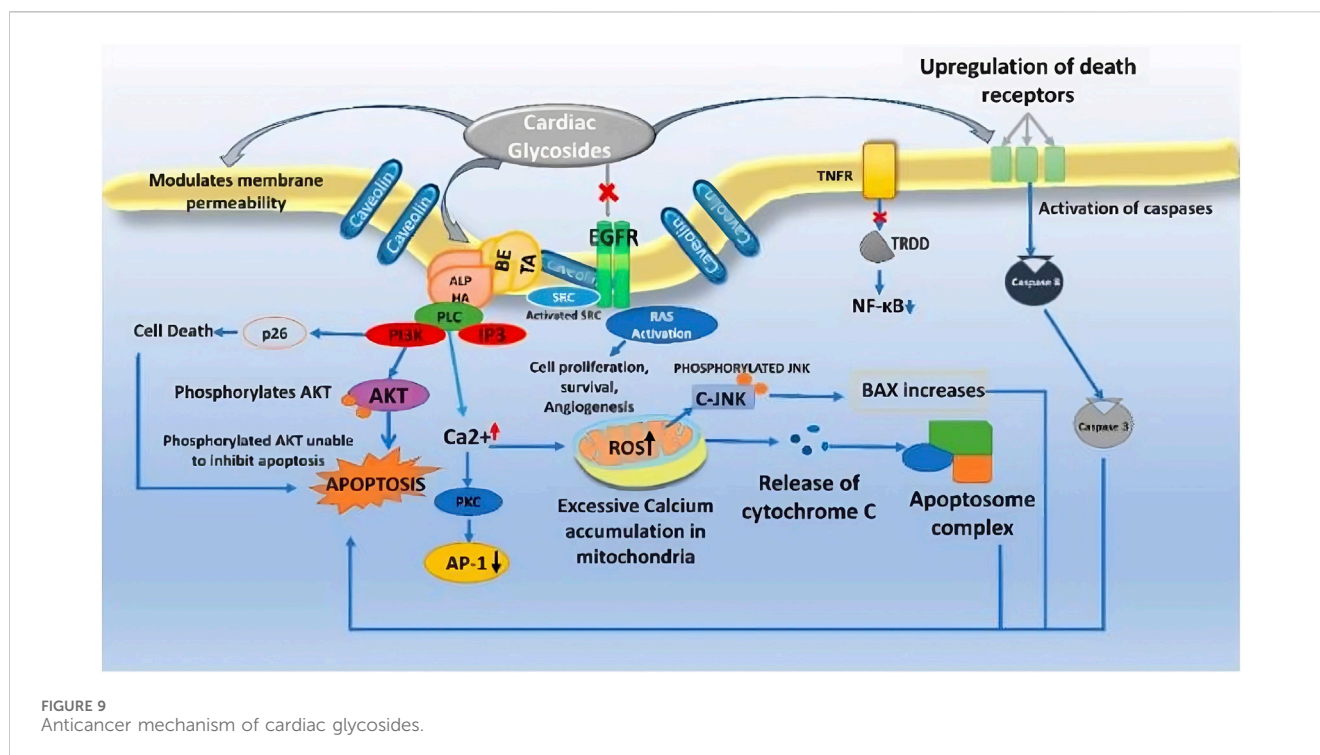 Upregulation of death
receptors
Cardiac
Glycosides
Modulates membrane
permeability
Caveolin
Caveolin
BE
TA
ALP
HA
Caveolin
EGFR
Caveolin
Caveolin
TNFR
TRDD
NF-κB
Activation of caspases
Caspase 8
Caspase 3
SRC
Activated SRC
RAS
Activation
PLC
PI3K
IP3
p26
Cell Death
Phosphorylates AKT
AKT
Phosphorylated AKT unable
to inhibit apoptosis
APOPTOSIS
Ca2+
PKC
AP-1
Cell proliferation,
survival,
Angiogenesis
PHOSPHORYLATED JNK
C-JNK
BAX increases
ROS
Excessive Calcium
accumulation in
mitochondria
Release of
cytochrome C
Apoptosome
complex
FIGURE 9
Anticancer mechanism of cardiac glycosides.